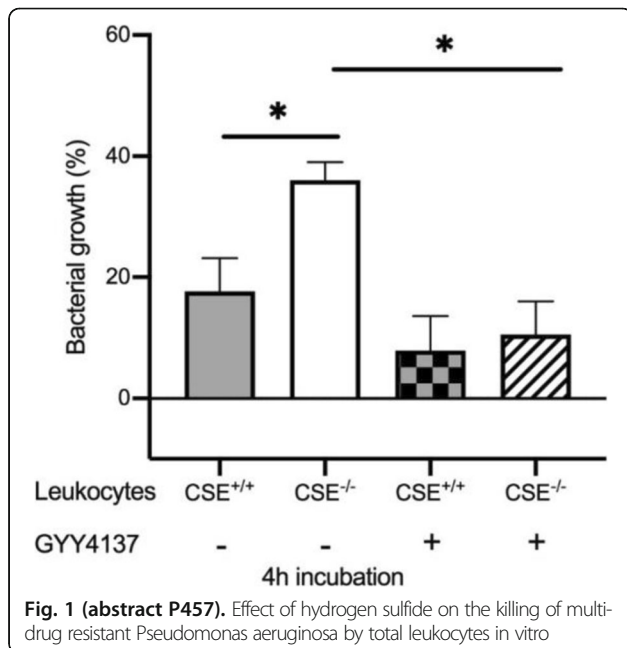 60
*
*
40
20
0
Bacterial growth (%)
Leukocytes CSE+/+ CSE-/- CSE+/+ CSE-/-
GYY4137 - - + +
4h incubation
Fig. 1 (abstract P457). Effect of hydrogen sulfide on the killing of multi-
drug resistant Pseudomonas aeruginosa by total leukocytes in vitro